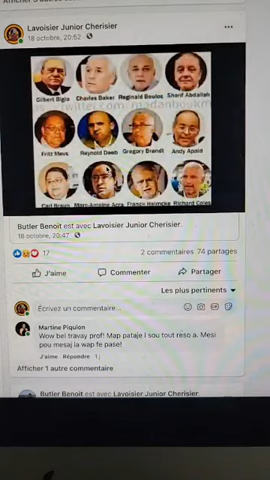 Lavoisier Junior Cherisier
18 octobre, 20:52
Gilbert Bigio Charles Baker Reginald Boulos Sherif Abdallah
Fritz Mevs Reynold Deeb Gregory Brandt Andy Apaid
Carl Braun Marc-Antoine Acra Franck Helmcke Richard Coles
Butler Benoit est avec Lavoisier Junior Cherisier.
18 octobre, 20:47
17 2 commentaires 74 partages
J'aime Commenter Partager
Les plus pertinents
Écrivez un commentaire...
GIF
Martine Piquion
Wow bel travay prof! Map pataje l sou tout reso a. Mesi
pou mesaj la wap fe pase!
J'aime Répondre 1 j
Afficher 1 autre commentaire
Butler Benoit est avec Lavoisier Junior Cherisier.